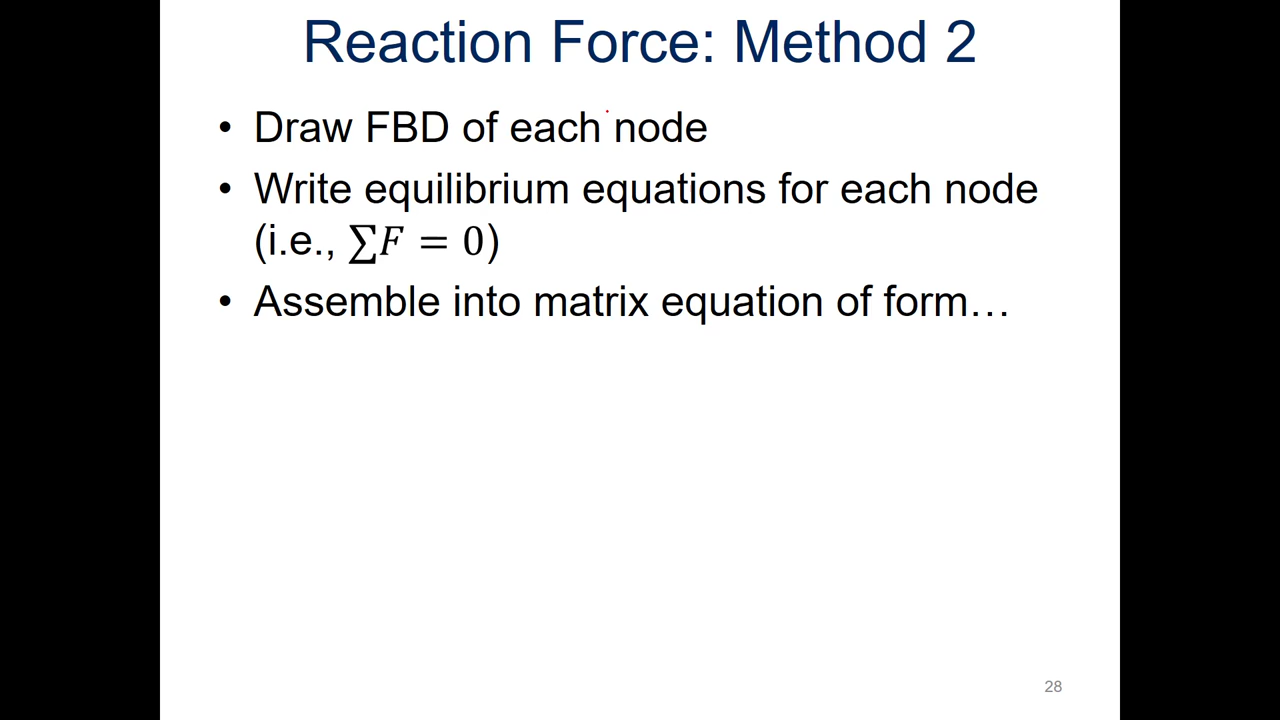 Reaction Force: Method 2
• Draw FBD of each node
• Write equilibrium equations for each node
(i.e., ∑F = 0)
• Assemble into matrix equation of form…
28